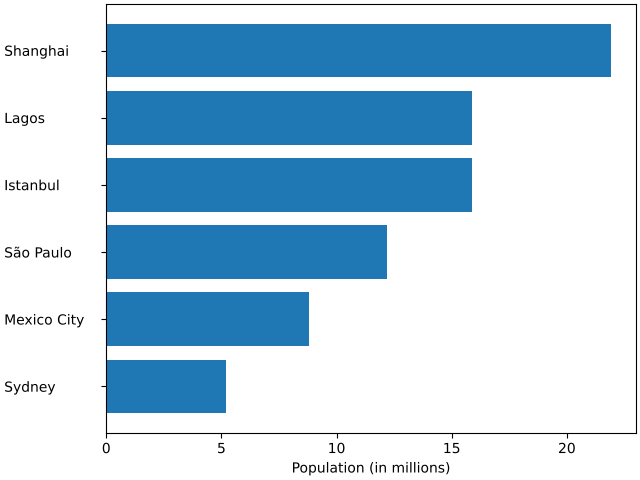 Shanghai
Lagos
Istanbul
São Paulo
Mexico City
Sydney
0 5 10 15 20
Population (in millions)